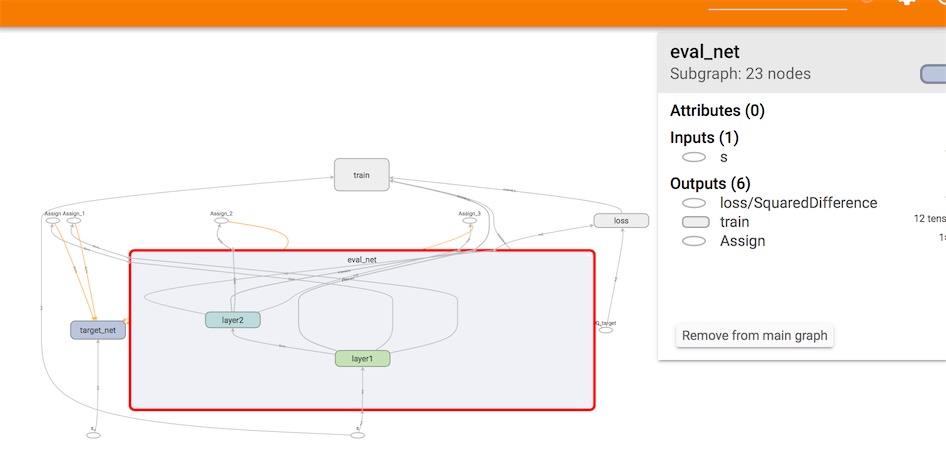 eval_net
Subgraph: 23 nodes
Attributes (0)
Inputs (1)
s
Outputs (6)
loss/SquaredDifference
train
12 tens
Assign
Remove from main graph
train
Assign Assign_1
Assign_2
Assign_3
loss
eval_net
layer2
target_net
layer1
Q_target
s